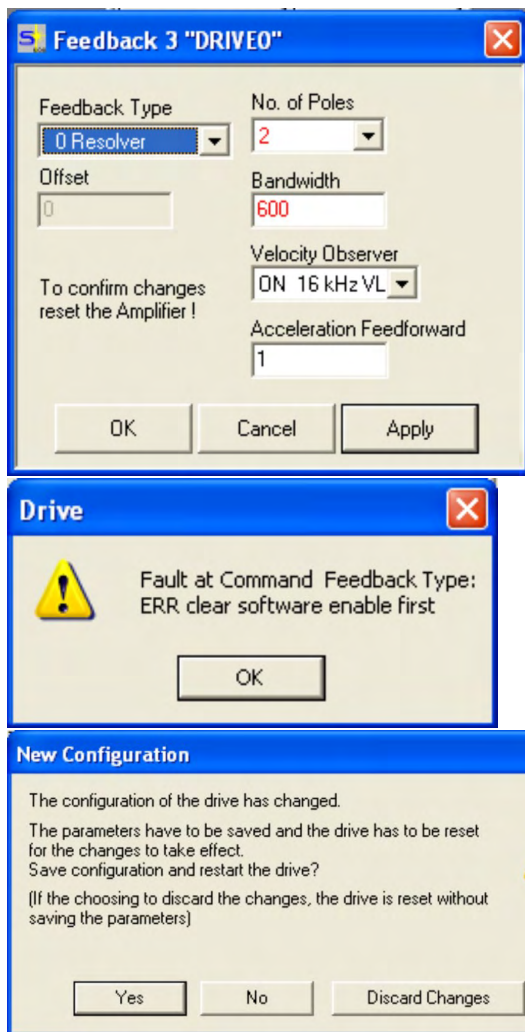 Feedback 3 "DRIVE0"
Feedback Type
0 Resolver
No. of Poles
2
Offset
0
Bandwidth
600
To confirm changes
reset the Amplifier !
Velocity Observer
ON 16 kHz VL
Acceleration Feedforward
1
OK
Cancel
Apply
Drive
Fault at Command Feedback Type:
ERR clear software enable first
OK
New Configuration
The configuration of the drive has changed.
The parameters have to be saved and the drive has to be reset
for the changes to take effect.
Save configuration and restart the drive?
(If the choosing to discard the changes, the drive is reset without
saving the parameters)
Yes
No
Discard Changes